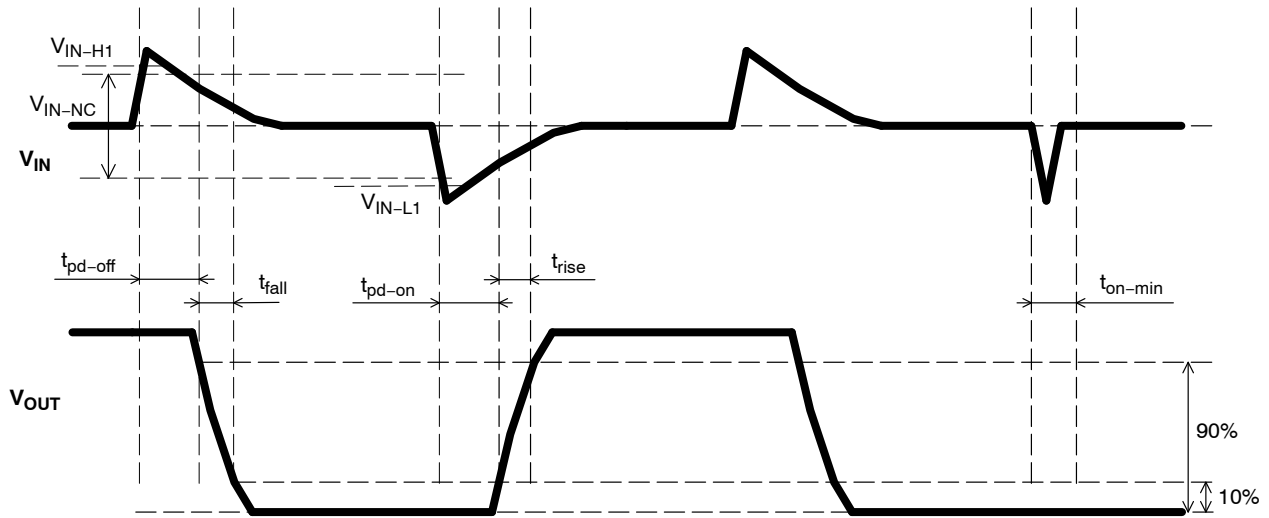 V_IN–H1
V_IN–NC
V_IN
V_IN–L1
t_pd–off
t_fall
t_pd–on
t_rise
t_on–min
V_OUT
90%
10%